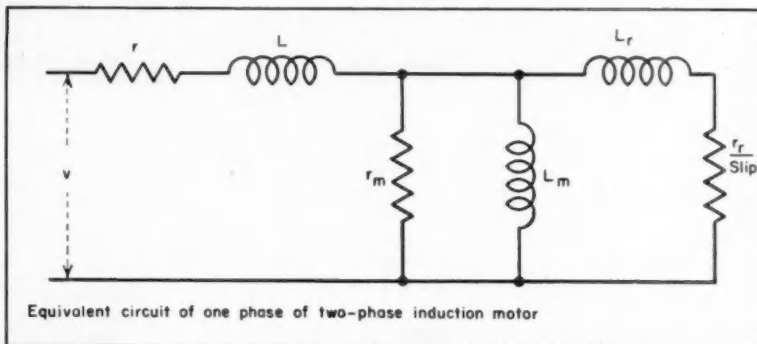 r
L
L_r
v
r_m
L_m
r_r
Slip
Equivalent circuit of one phase of two-phase induction motor